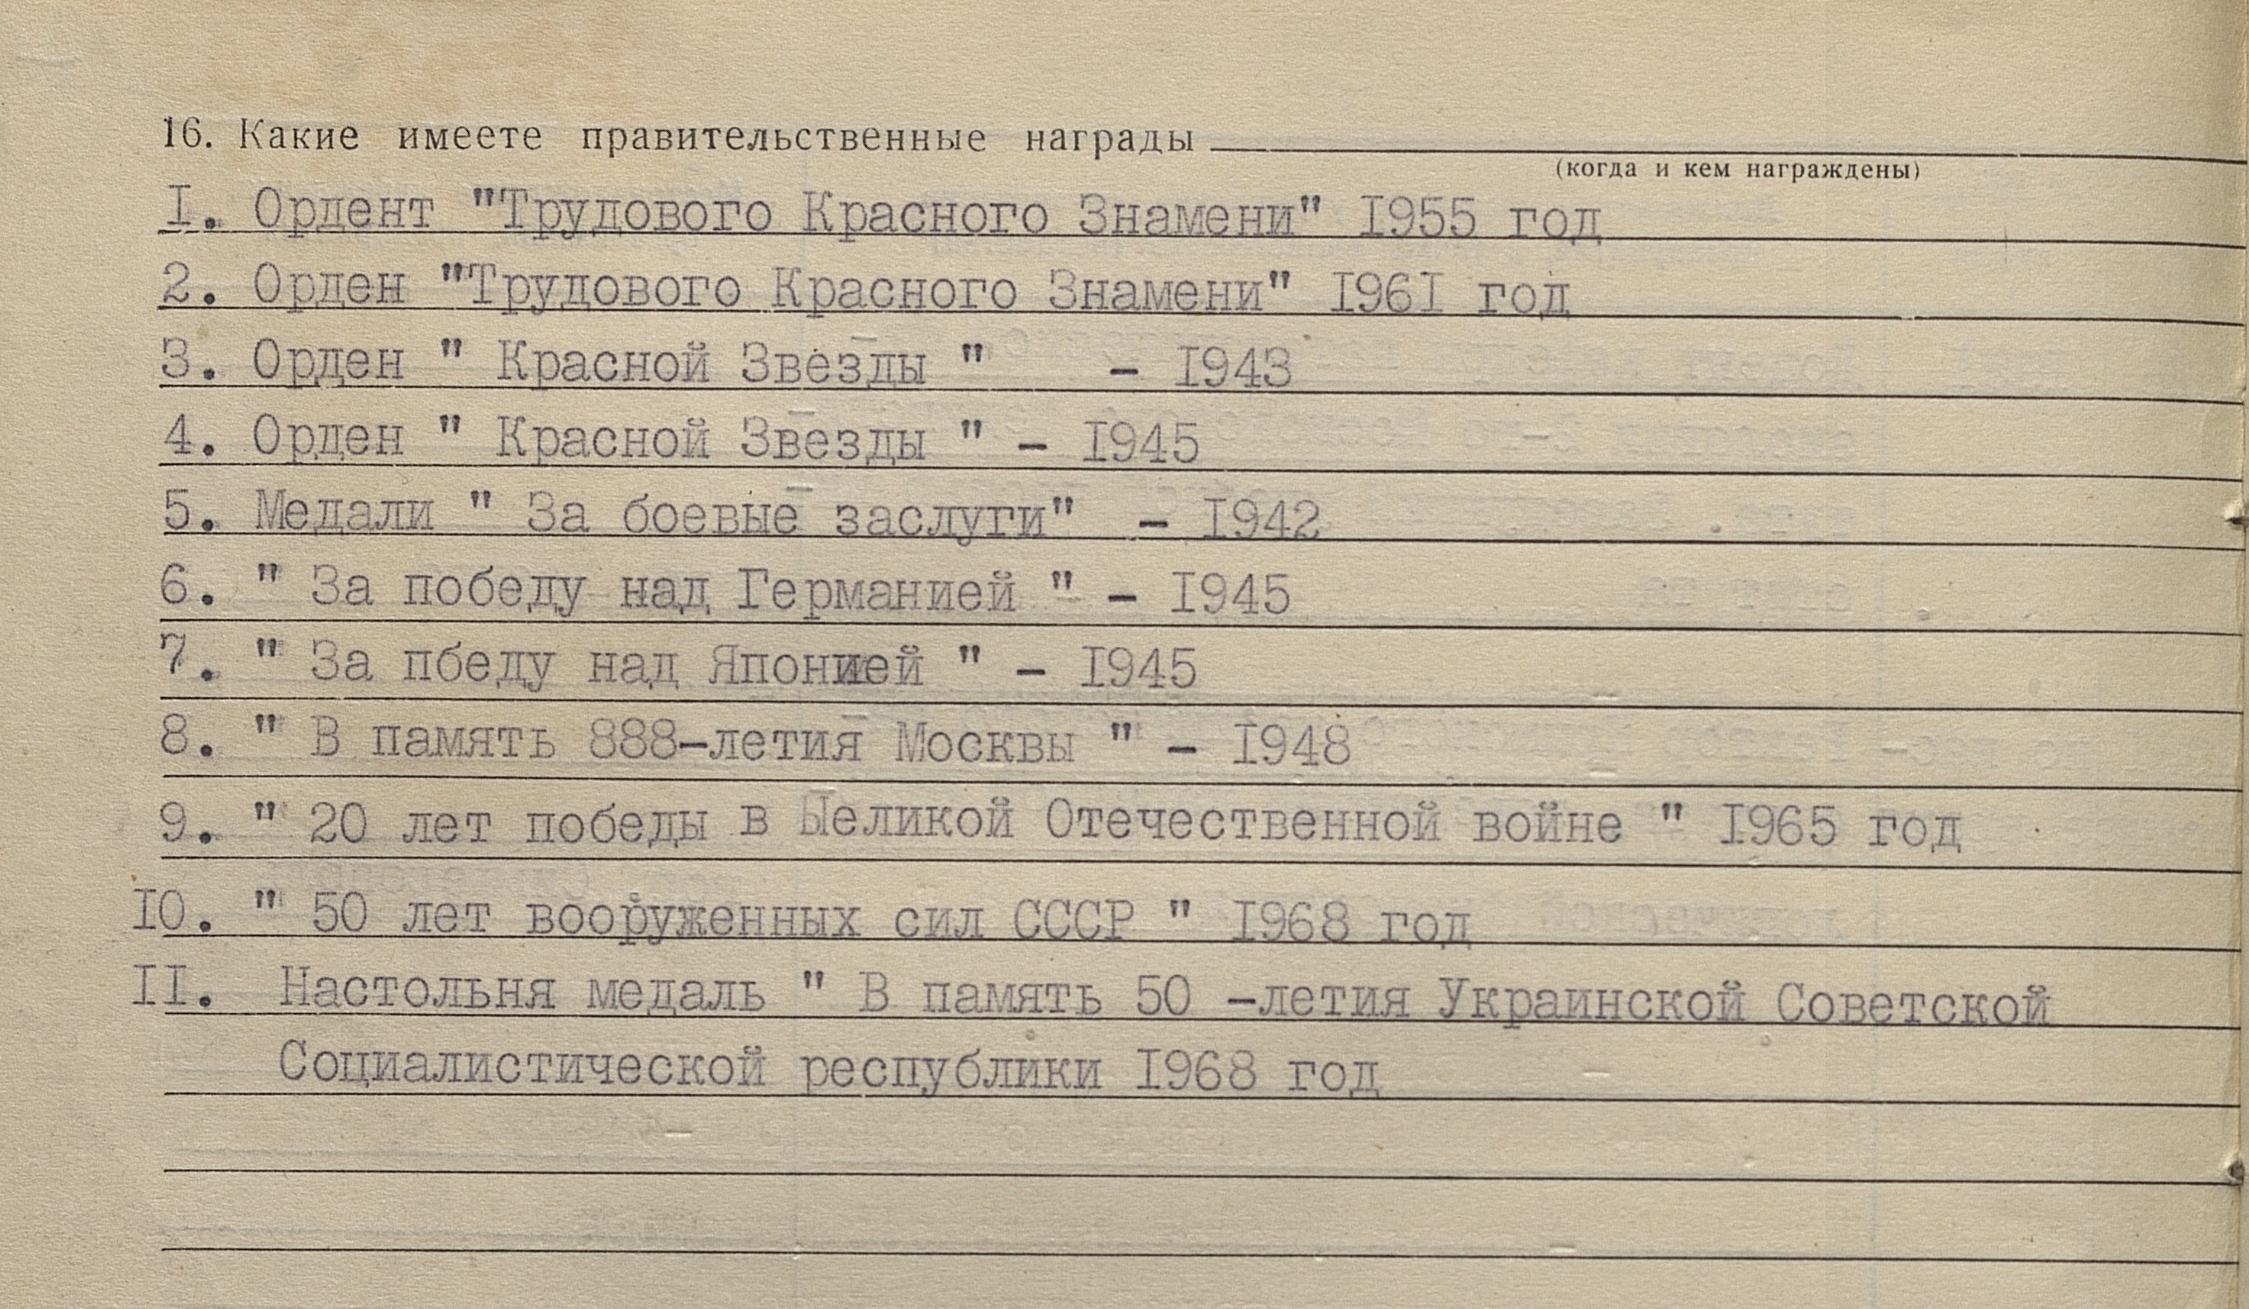 16. Какие имеете правительственные награды
(когда и кем награждены)
I. Ордент "Трудового Красного Знамени" I955 год
2. Орден "Трудового Красного Знамени" I96I год
3. Орден " Красной Звезды " – I943
4. Орден " Красной Звезды " – I945
5. Медали " За боевые заслуги" – I942
6. " За победу над Германией " – I945
7. " За пбеду над Японией " – I945
8. " В память 888-летия Москвы " – I948
9. " 20 лет победы в Ыеликой Отечественной войне " I965 год
I0. " 50 лет вооруженных сил СССР " I968 год
II. Настольня медаль " В память 50 -летия Украинской Советской
Социалистической республики I968 год